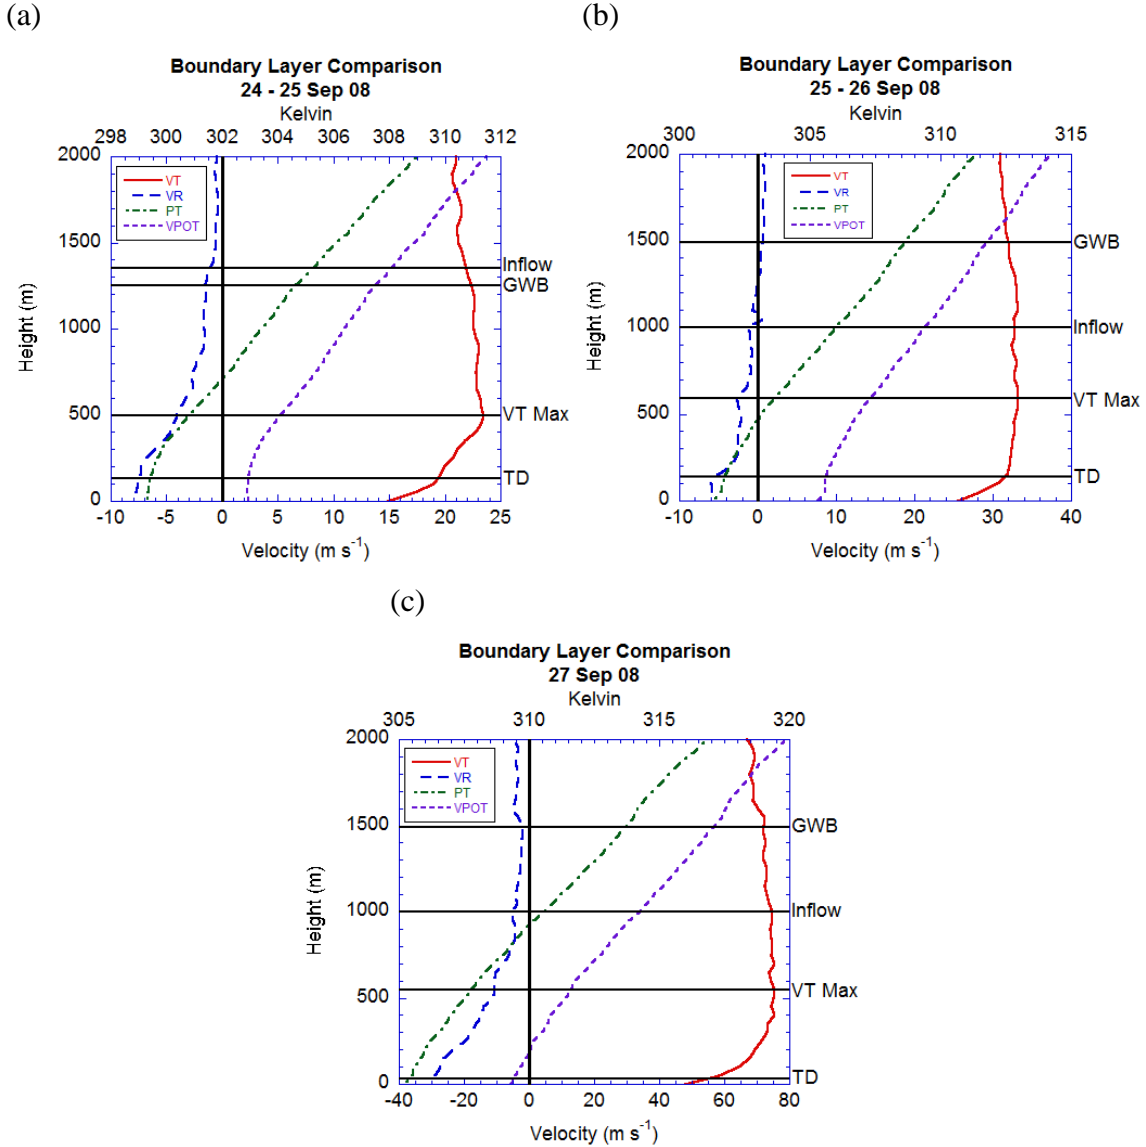 (a)
Boundary Layer Comparison
24 - 25 Sep 08
Kelvin
298 300 302 304 306 308 310 312
2000
1500
1000
500
0
Height (m)
VT
VR
PT
VPOT
Inflow
GWB
VT Max
TD
-10 -5 0 5 10 15 20 25
Velocity (m s-1)
(b)
Boundary Layer Comparison
25 - 26 Sep 08
Kelvin
300 305 310 315
2000
1500
1000
500
0
Height (m)
VT
VR
PT
VPOT
GWB
Inflow
VT Max
TD
-10 0 10 20 30 40
Velocity (m s-1)
(c)
Boundary Layer Comparison
27 Sep 08
Kelvin
305 310 315 320
2000
1500
1000
500
0
Height (m)
VT
VR
PT
VPOT
GWB
Inflow
VT Max
TD
-40 -20 0 20 40 60 80
Velocity (m s-1)